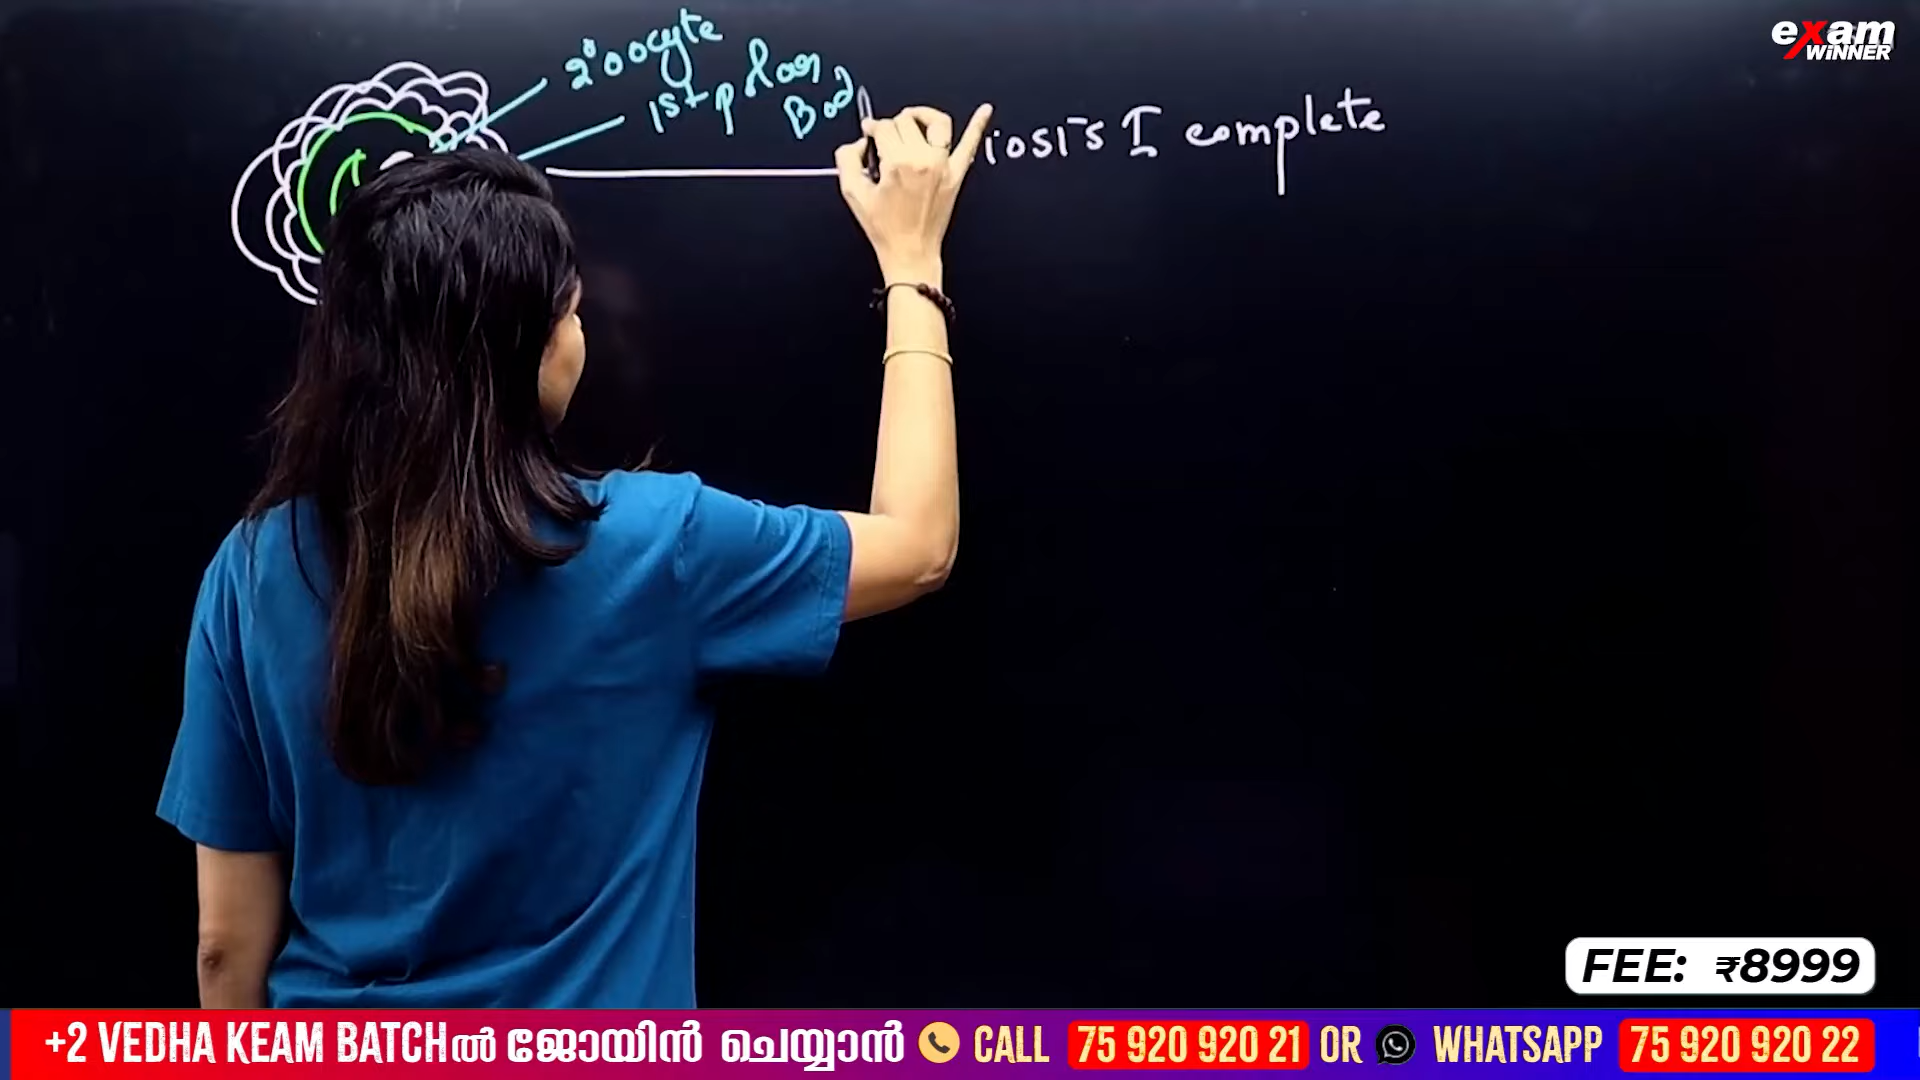 2° oocyte
1st polar
Body
iosis I complete
exam
WINNER
FEE: ₹8999
+2 VEDHA KEAM BATCHൽ ജോയിൻ ചെയ്യാൻ CALL 75 920 920 21 OR WHATSAPP 75 920 920 22